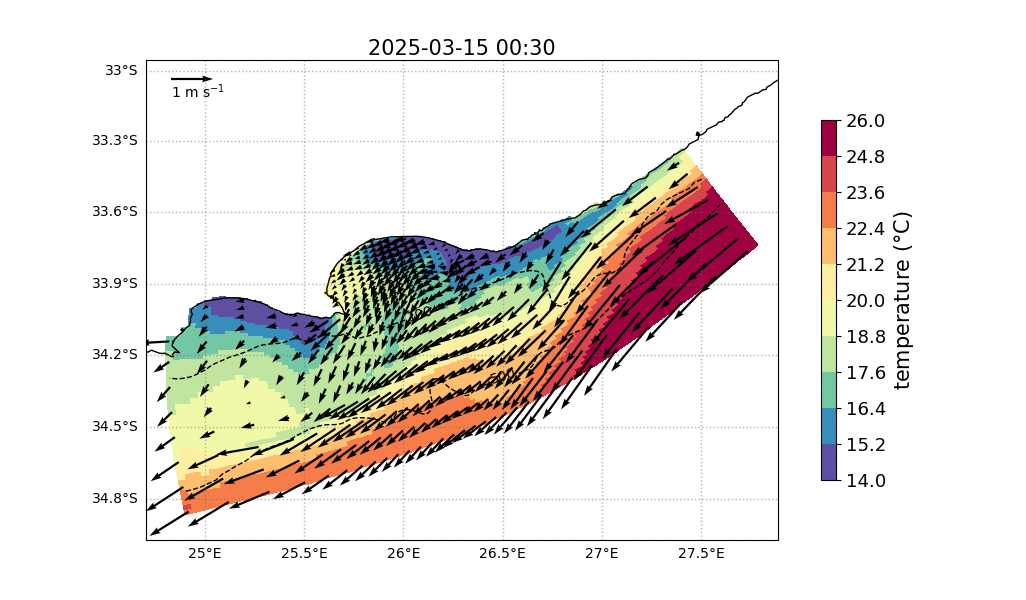 2025-03-15 00:30
1 m s⁻¹
33°S
33.3°S
33.6°S
33.9°S
34.2°S
34.5°S
34.8°S
25°E
25.5°E
26°E
26.5°E
27°E
27.5°E
26.0
24.8
23.6
22.4
21.2
20.0
18.8
17.6
16.4
15.2
14.0
temperature (°C)